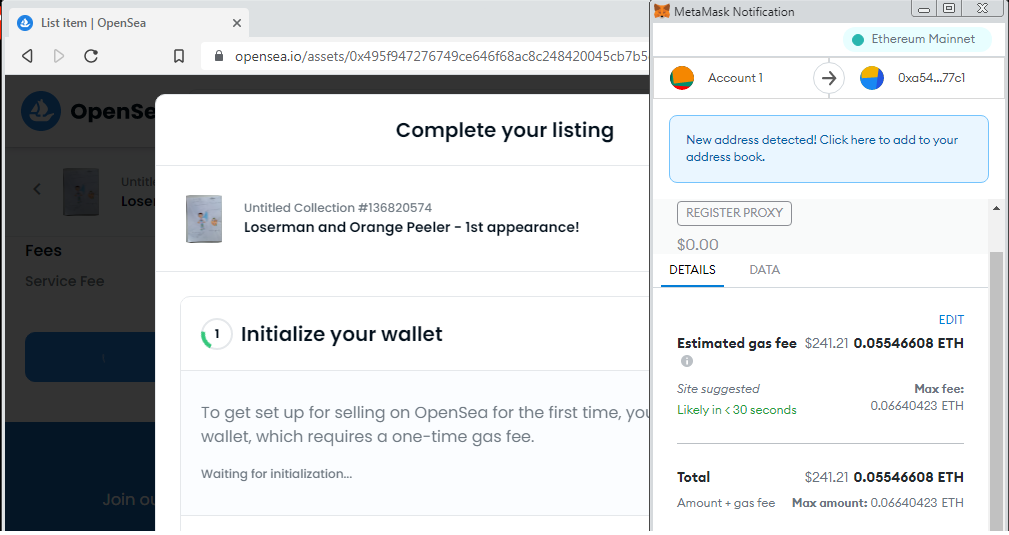 List item | OpenSea
opensea.io/assets/0x495f947276749ce646f68ac8c248420045cb7b5
OpenSe
Untitl
Lose
Fees
Service Fee
Join ou
Complete your listing
Untitled Collection #136820574
Loserman and Orange Peeler - 1st appearance!
1
Initialize your wallet
To get set up for selling on OpenSea for the first time, you
wallet, which requires a one-time gas fee.
Waiting for initialization...
MetaMask Notification
Ethereum Mainnet
Account 1
0xa54...77c1
New address detected! Click here to add to your
address book.
REGISTER PROXY
$0.00
DETAILS
DATA
EDIT
Estimated gas fee $241.21 0.05546608 ETH
Site suggested
Max fee:
Likely in < 30 seconds
0.06640423 ETH
Total $241.21 0.05546608 ETH
Amount + gas fee Max amount: 0.06640423 ETH